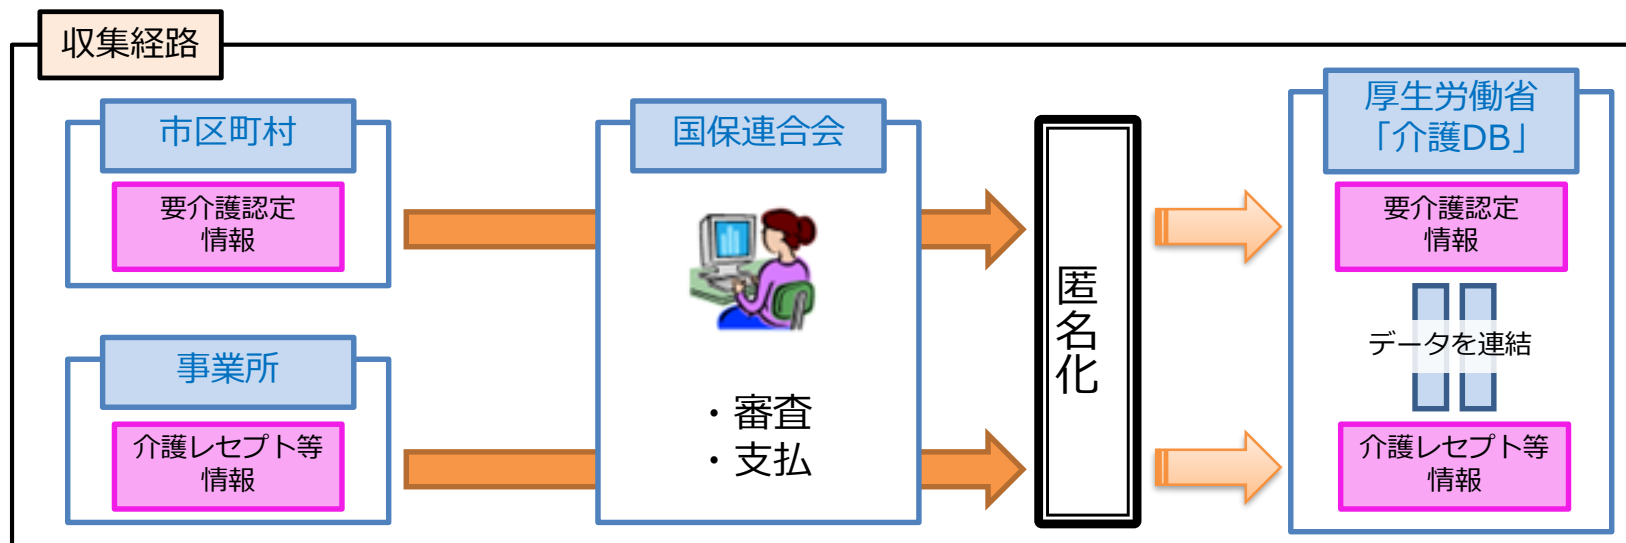 収集経路
市区町村
要介護認定
情報
事業所
介護レセプト等
情報
国保連合会
・審査
・支払
匿名化
厚生労働省
「介護DB」
要介護認定
情報
データを連結
介護レセプト等
情報